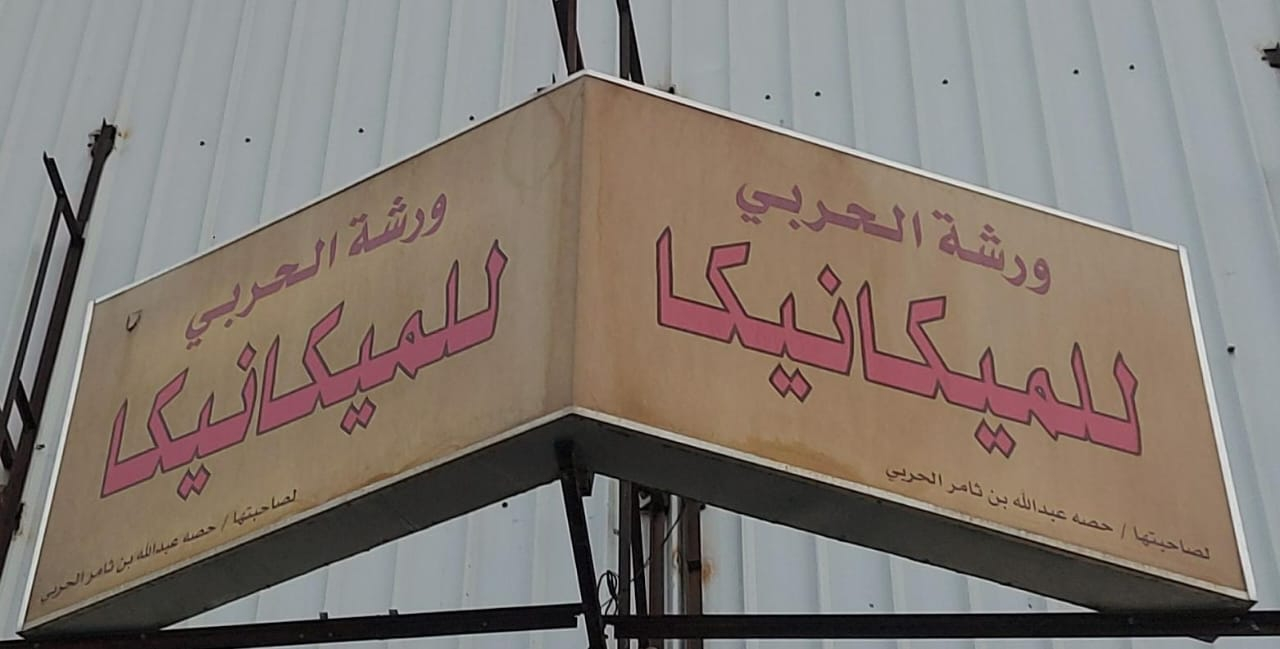 ورشة الحربي
للميكانيكا
لصاحبتها / حصه عبدالله بن ثامر الحربي
ورشة الحربي
للميكانيكا
لصاحبتها / حصه عبدالله بن ثامر الحربي